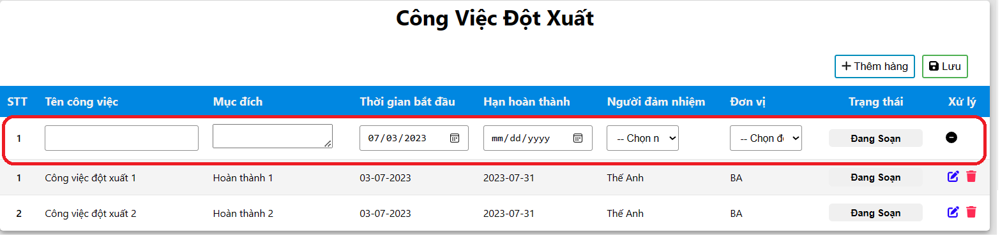 Công Việc Đột Xuất
Thêm hàng Lưu
STT Tên công việc Mục đích Thời gian bắt đầu Hạn hoàn thành Người đảm nhiệm Đơn vị Trạng thái Xử lý
1 07/03/2023 mm/dd/yyyy -- Chọn n -- Chọn đơ Đang Soạn
1 Công việc đột xuất 1 Hoàn thành 1 03-07-2023 2023-07-31 Thế Anh BA Đang Soạn
2 Công việc đột xuất 2 Hoàn thành 2 03-07-2023 2023-07-31 Thế Anh BA Đang Soạn